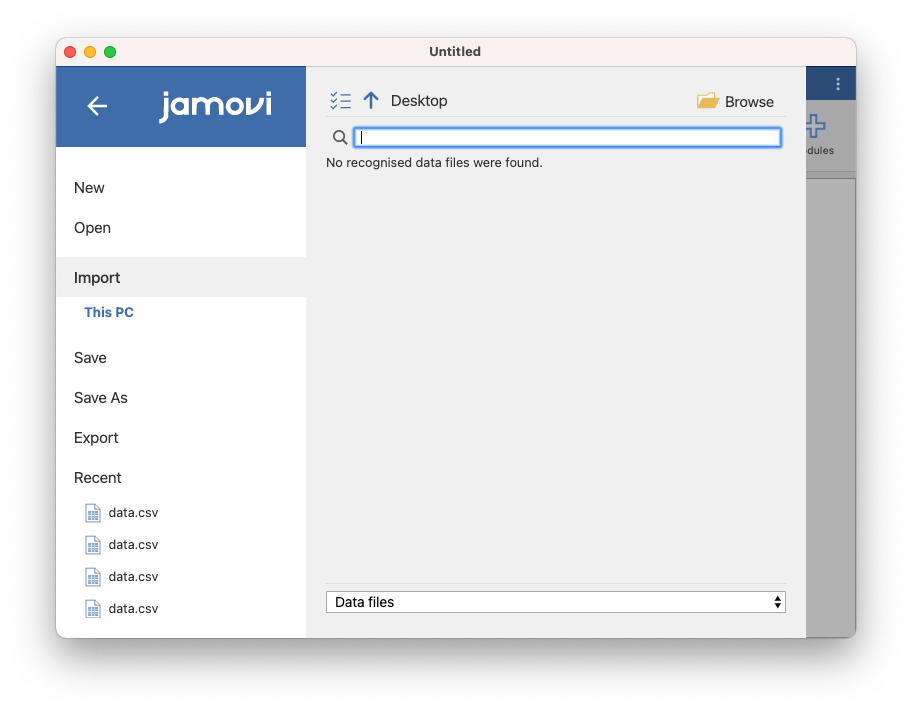 Untitled
jamovi
Desktop
Browse
No recognised data files were found.
dules
New
Open
Import
This PC
Save
Save As
Export
Recent
data.csv
data.csv
data.csv
data.csv
Data files